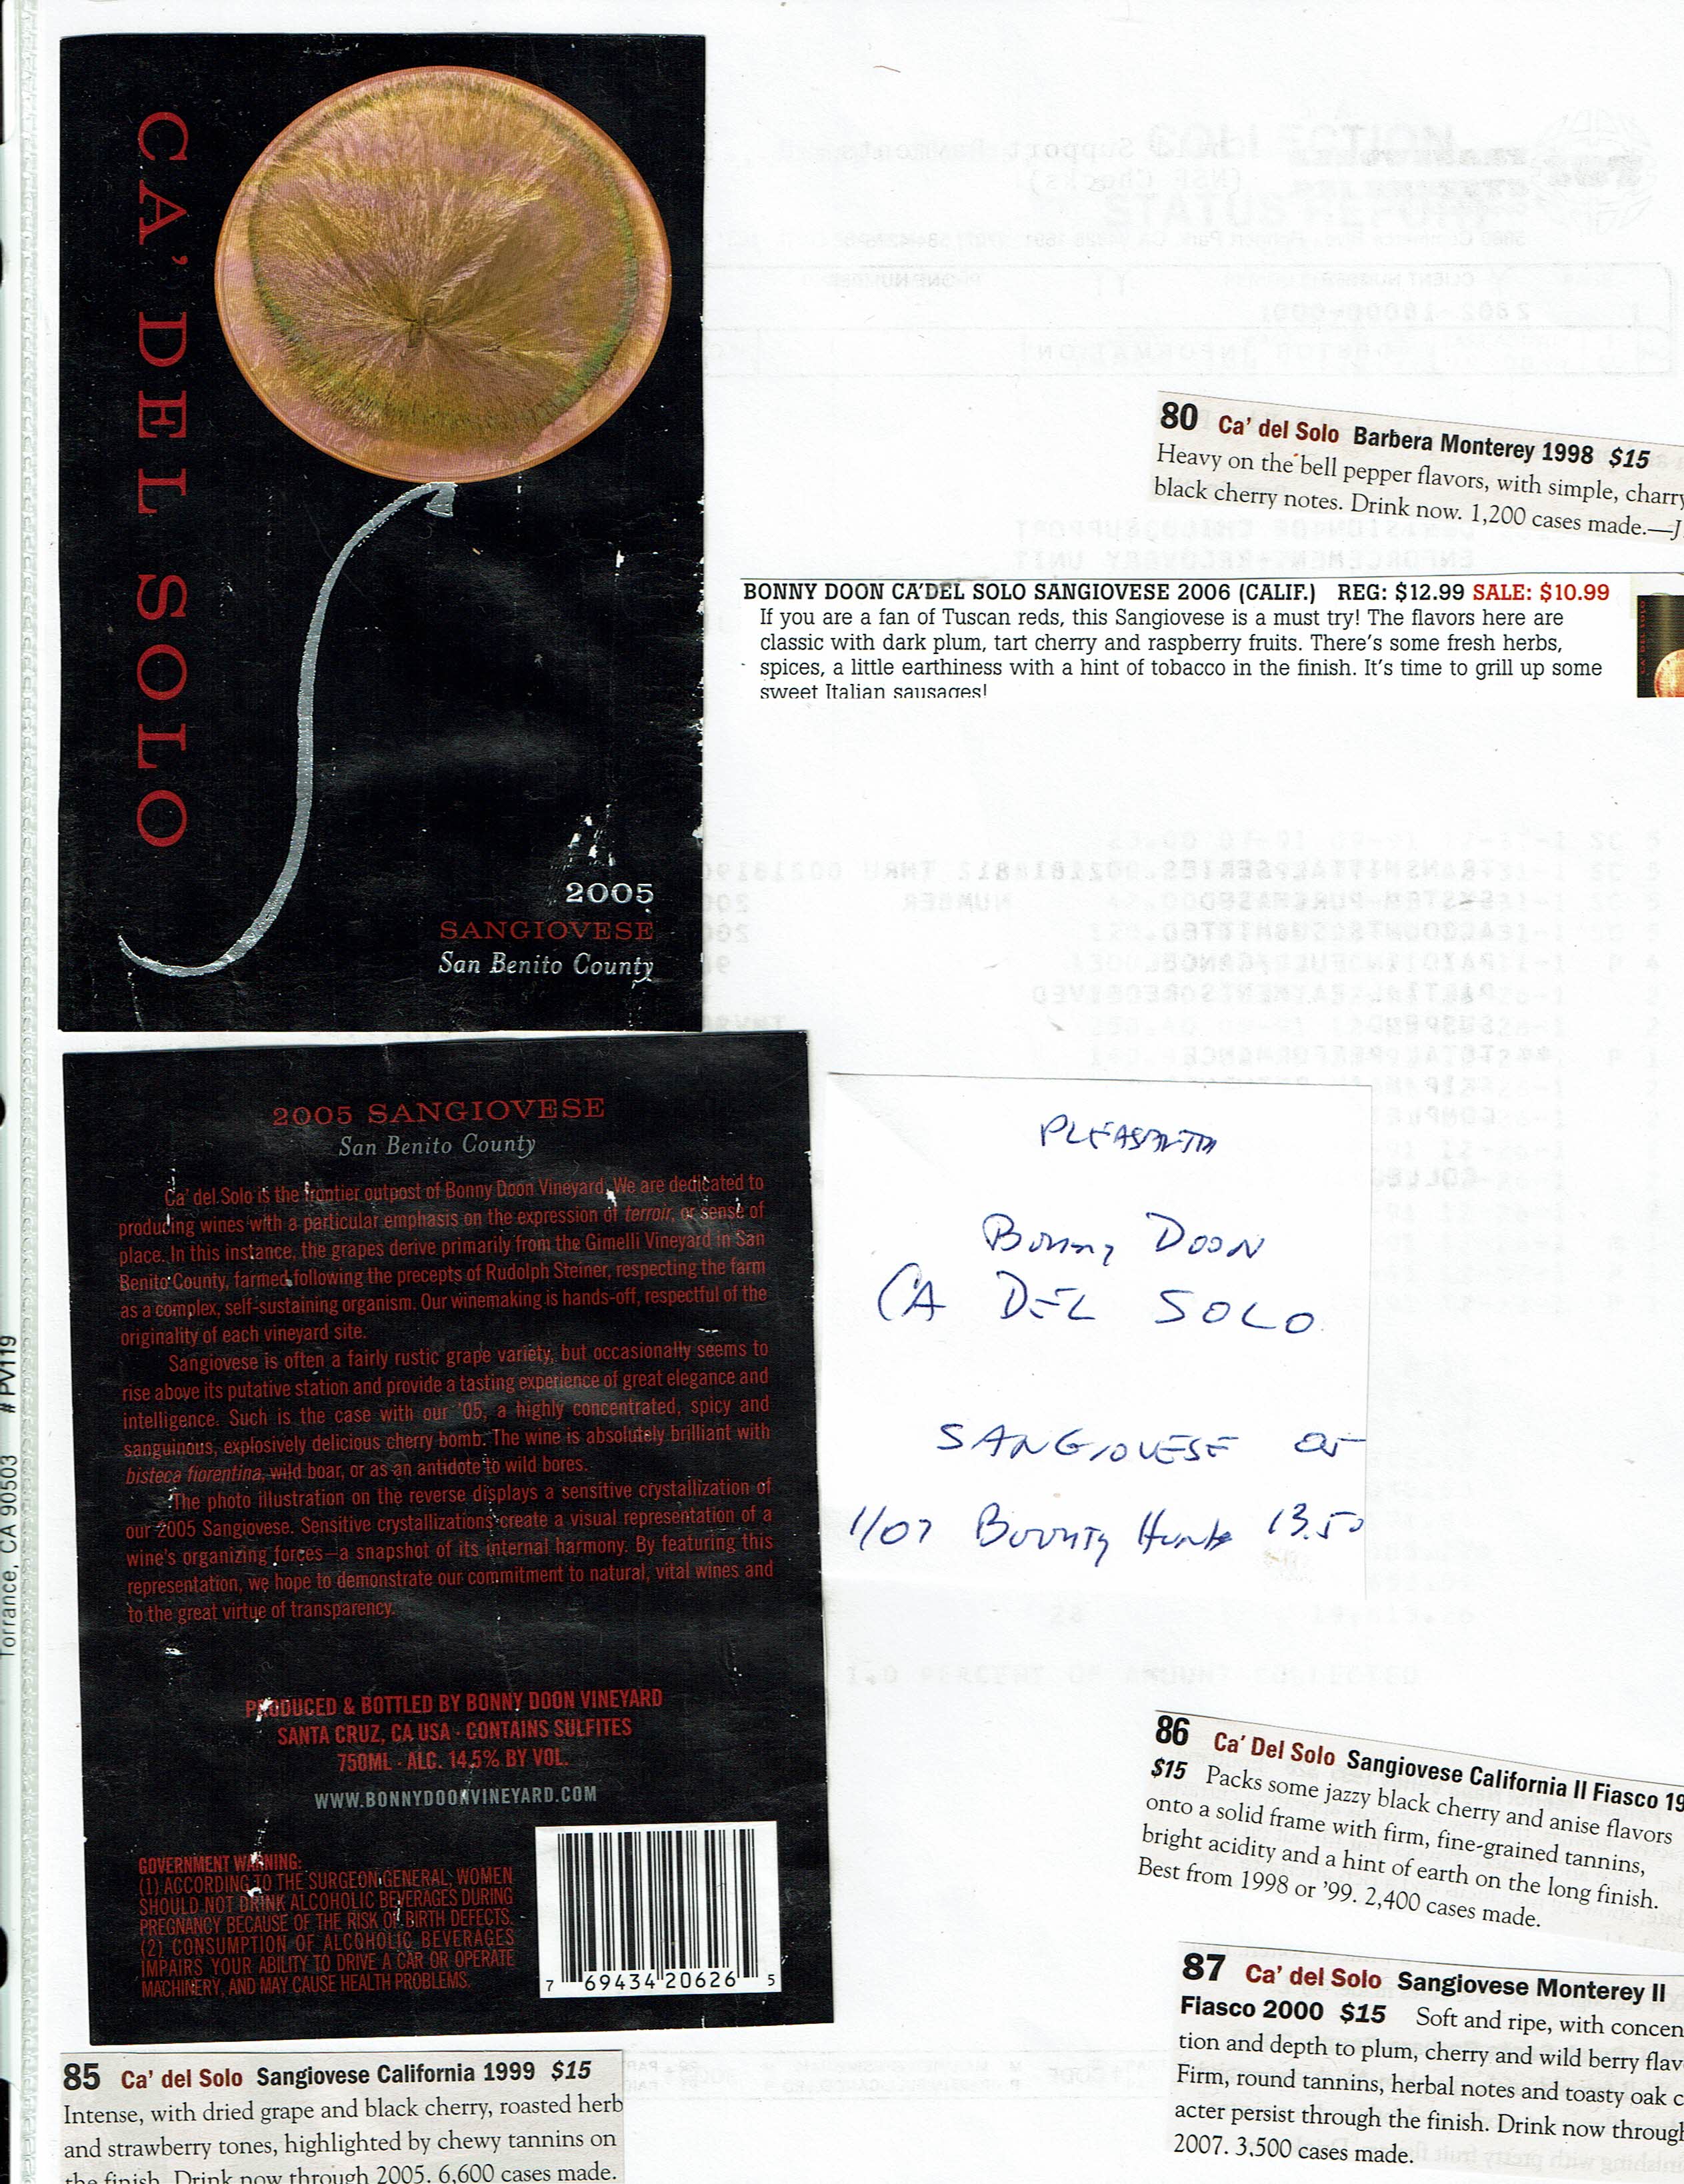 CA' DEL SOLO
2005
SANGIOVESE
San Benito County
80 Ca' del Solo Barbera Monterey 1998 $15
Heavy on the bell pepper flavors, with simple, charry
black cherry notes. Drink now. 1,200 cases made.—J.
BONNY DOON CA'DEL SOLO SANGIOVESE 2006 (CALIF.) REG: $12.99 SALE: $10.99
If you are a fan of Tuscan reds, this Sangiovese is a must try! The flavors here are
classic with dark plum, tart cherry and raspberry fruits. There's some fresh herbs,
spices, a little earthiness with a hint of tobacco in the finish. It's time to grill up some
sweet Italian sausages!
2005 SANGIOVESE
San Benito County
Ca' del Solo is the frontier outpost of Bonny Doon Vineyard. We are dedicated to
producing wines with a particular emphasis on the expression of terroir, or sense of
place. In this instance, the grapes derive primarily from the Gimelli Vineyard in San
Benito County, farmed following the precepts of Rudolph Steiner, respecting the farm
as a complex, self-sustaining organism. Our winemaking is hands-off, respectful of the
originality of each vineyard site.
Sangiovese is often a fairly rustic grape variety, but occasionally seems to
rise above its putative station and provide a tasting experience of great elegance and
intelligence. Such is the case with our '05, a highly concentrated, spicy and
sanguinous, explosively delicious cherry bomb. The wine is absolutely brilliant with
bisteca fiorentina, wild boar, or as an antidote to wild bores.
The photo illustration on the reverse displays a sensitive crystallization of
our 2005 Sangiovese. Sensitive crystallizations create a visual representation of a
wine's organizing forces—a snapshot of its internal harmony. By featuring this
representation, we hope to demonstrate our commitment to natural, vital wines and
to the great virtue of transparency.
PRODUCED & BOTTLED BY BONNY DOON VINEYARD
SANTA CRUZ, CA USA · CONTAINS SULFITES
750ML · ALC. 14.5% BY VOL.
WWW.BONNYDOONVINEYARD.COM
GOVERNMENT WARNING:
(1) ACCORDING TO THE SURGEON GENERAL, WOMEN
SHOULD NOT DRINK ALCOHOLIC BEVERAGES DURING
PREGNANCY BECAUSE OF THE RISK OF BIRTH DEFECTS.
(2) CONSUMPTION OF ALCOHOLIC BEVERAGES
IMPAIRS YOUR ABILITY TO DRIVE A CAR OR OPERATE
MACHINERY, AND MAY CAUSE HEALTH PROBLEMS.
7 69434 20626 5
Bonny Doon
CA DEL SOLO
SANGIOVESE 05
1/07 Bounty Hunte 13.50
86 Ca' Del Solo Sangiovese California Il Fiasco 19
$15 Packs some jazzy black cherry and anise flavors
onto a solid frame with firm, fine-grained tannins,
bright acidity and a hint of earth on the long finish.
Best from 1998 or '99. 2,400 cases made.
87 Ca' del Solo Sangiovese Monterey Il
Fiasco 2000 $15 Soft and ripe, with concen
tion and depth to plum, cherry and wild berry flav
Firm, round tannins, herbal notes and toasty oak c
acter persist through the finish. Drink now through
2007. 3,500 cases made.
85 Ca' del Solo Sangiovese California 1999 $15
Intense, with dried grape and black cherry, roasted herb
and strawberry tones, highlighted by chewy tannins on
the finish. Drink now through 2005. 6,600 cases made.
Torrance, CA 90503 # PV119